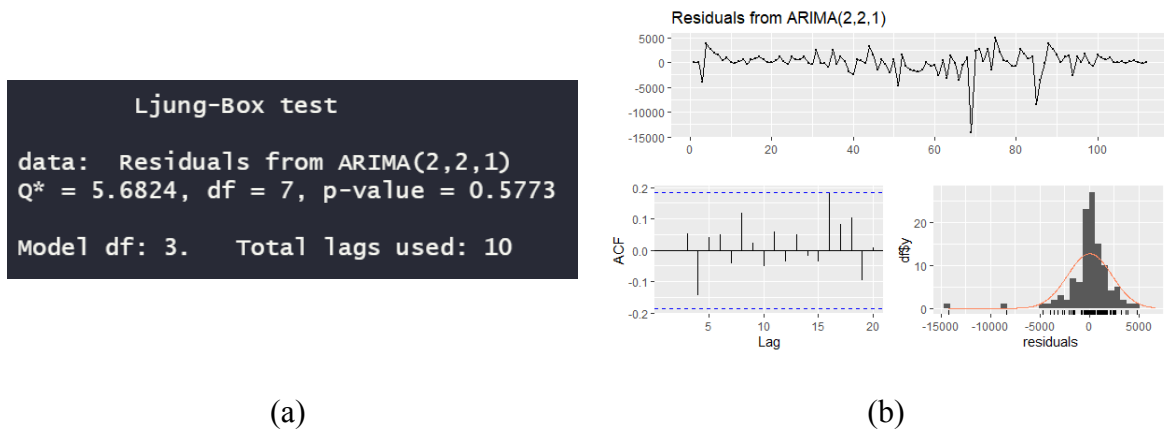 Ljung-Box test
data: Residuals from ARIMA(2,2,1)
Q* = 5.6824, df = 7, p-value = 0.5773
Model df: 3. Total lags used: 10
(a)
Residuals from ARIMA(2,2,1)
5000
0
-5000
-10000
-15000
0 20 40 60 80 100
0.2
0.1
0.0
-0.1
-0.2
ACF
5 10 15 20
Lag
20
10
0
df$y
-15000 -10000 -5000 0 5000
residuals
(b)